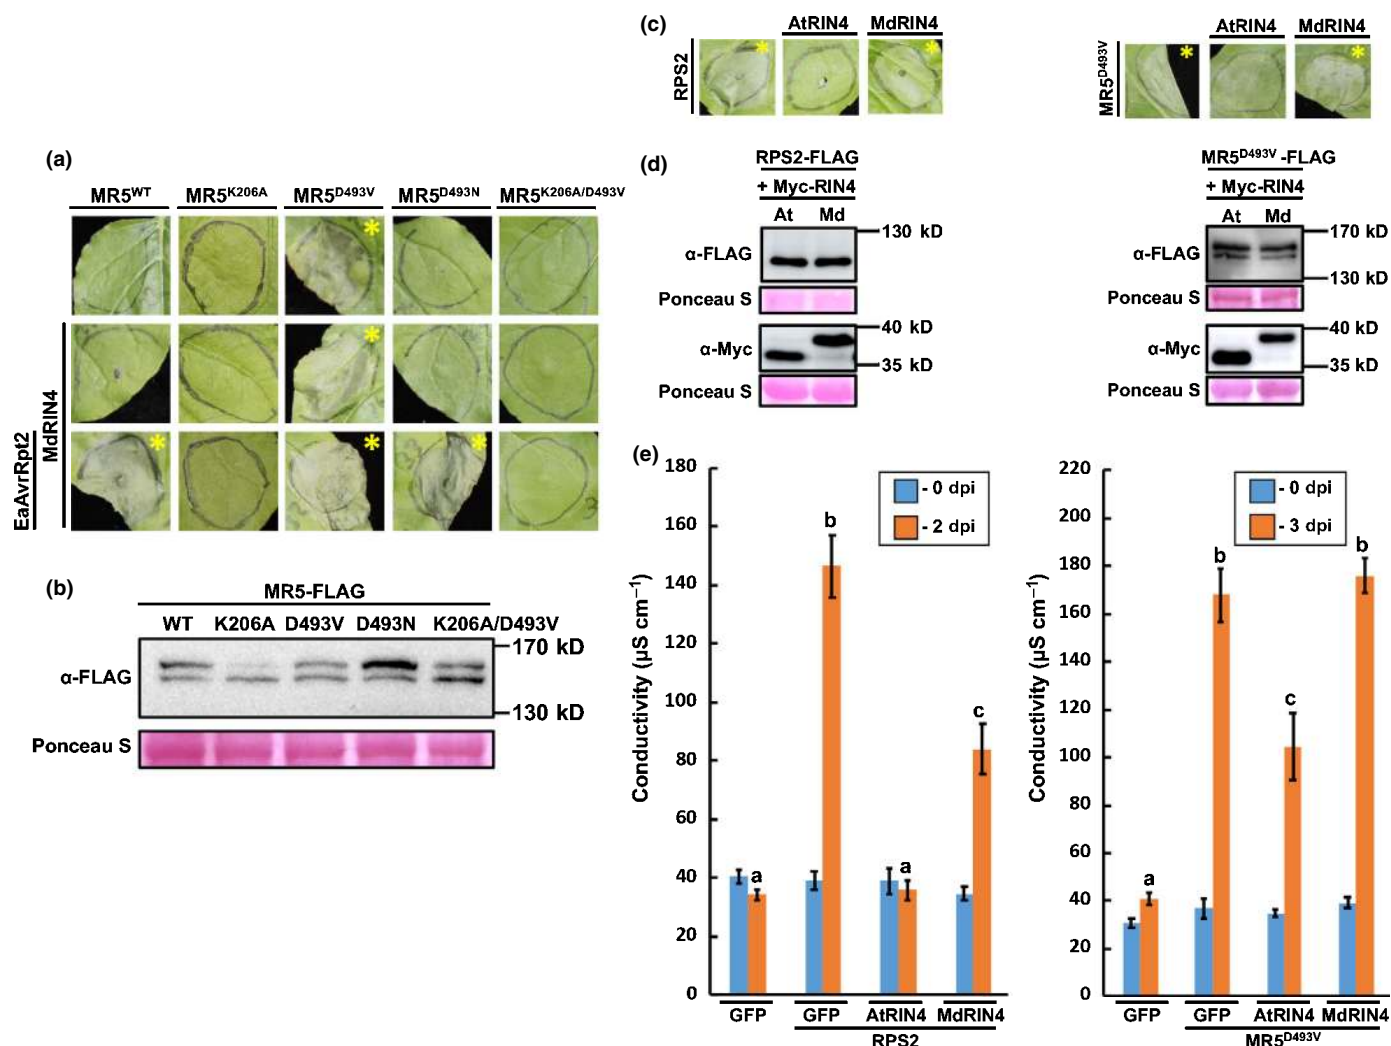 (c)
AtRIN4 MdRIN4
RPS2
*
*
AtRIN4 MdRIN4
MR5D493V
*
*
(a)
MR5WT MR5K206A MR5D493V MR5D493N MR5K206A/D493V
*
*
* * *
MdRIN4
EaAvrRpt2
(b)
MR5-FLAG
WT K206A D493V D493N K206A/D493V
170 kD
α-FLAG
130 kD
Ponceau S
(d)
RPS2-FLAG
+ Myc-RIN4
At Md
130 kD
α-FLAG
Ponceau S
40 kD
α-Myc
35 kD
Ponceau S
MR5D493V -FLAG
+ Myc-RIN4
At Md
170 kD
α-FLAG
130 kD
Ponceau S
40 kD
α-Myc
35 kD
Ponceau S
(e)
180
160
140
120
100
80
60
40
20
0
Conductivity (µS cm−1)
- 0 dpi
- 2 dpi
a
b
a
c
GFP GFP AtRIN4 MdRIN4
RPS2
220
200
180
160
140
120
100
80
60
40
20
0
Conductivity (µS cm−1)
- 0 dpi
- 3 dpi
a
b
c
b
GFP GFP AtRIN4 MdRIN4
MR5D493V